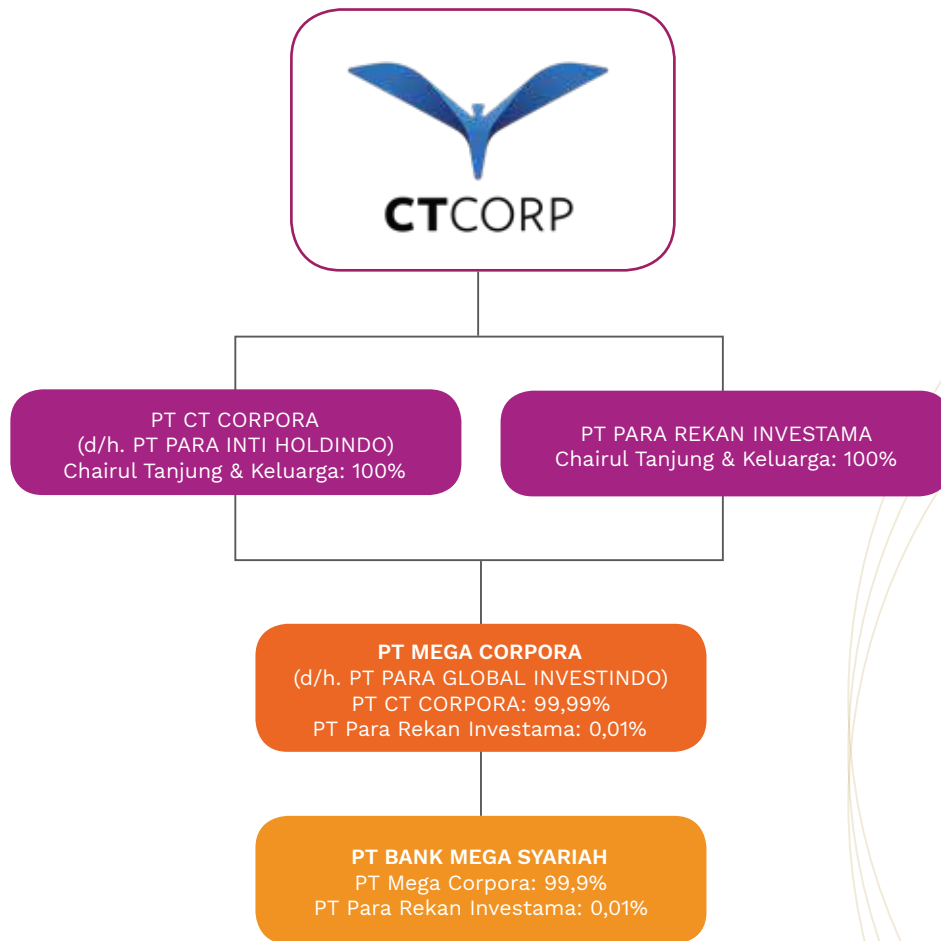 CTCORP
PT CT CORPORA
(d/h. PT PARA INTI HOLDINDO)
Chairul Tanjung & Keluarga: 100%
PT PARA REKAN INVESTAMA
Chairul Tanjung & Keluarga: 100%
PT MEGA CORPORA
(d/h. PT PARA GLOBAL INVESTINDO)
PT CT CORPORA: 99,99%
PT Para Rekan Investama: 0,01%
PT BANK MEGA SYARIAH
PT Mega Corpora: 99,9%
PT Para Rekan Investama: 0,01%